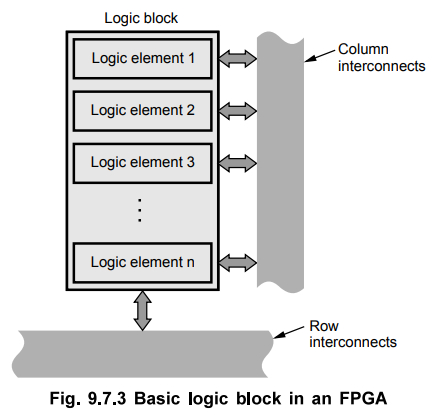 Logic block
Logic element 1
Column
interconnects
Logic element 2
Logic element 3
Logic element n
Row
interconnects
Fig. 9.7.3 Basic logic block in an FPGA